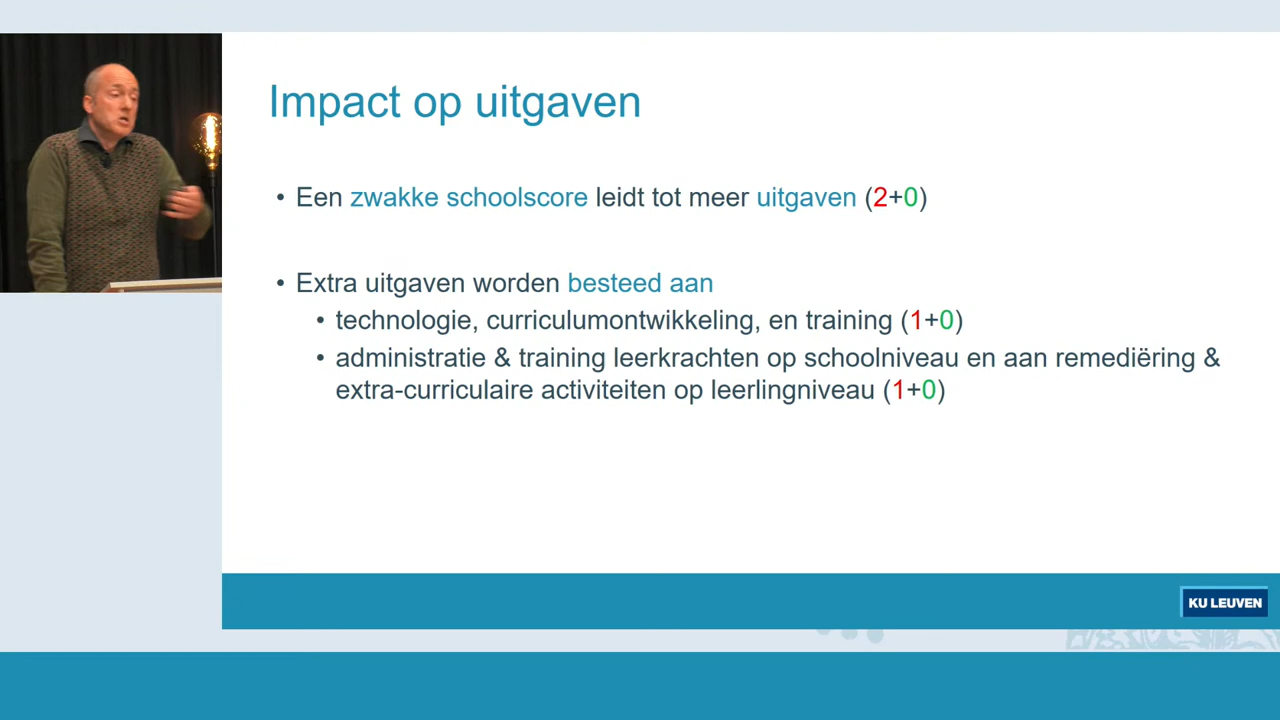 Impact op uitgaven
• Een zwakke schoolscore leidt tot meer uitgaven (2+0)
• Extra uitgaven worden besteed aan
• technologie, curriculumontwikkeling, en training (1+0)
• administratie & training leerkrachten op schoolniveau en aan remediëring &
extra-curriculaire activiteiten op leerlingniveau (1+0)
KU LEUVEN